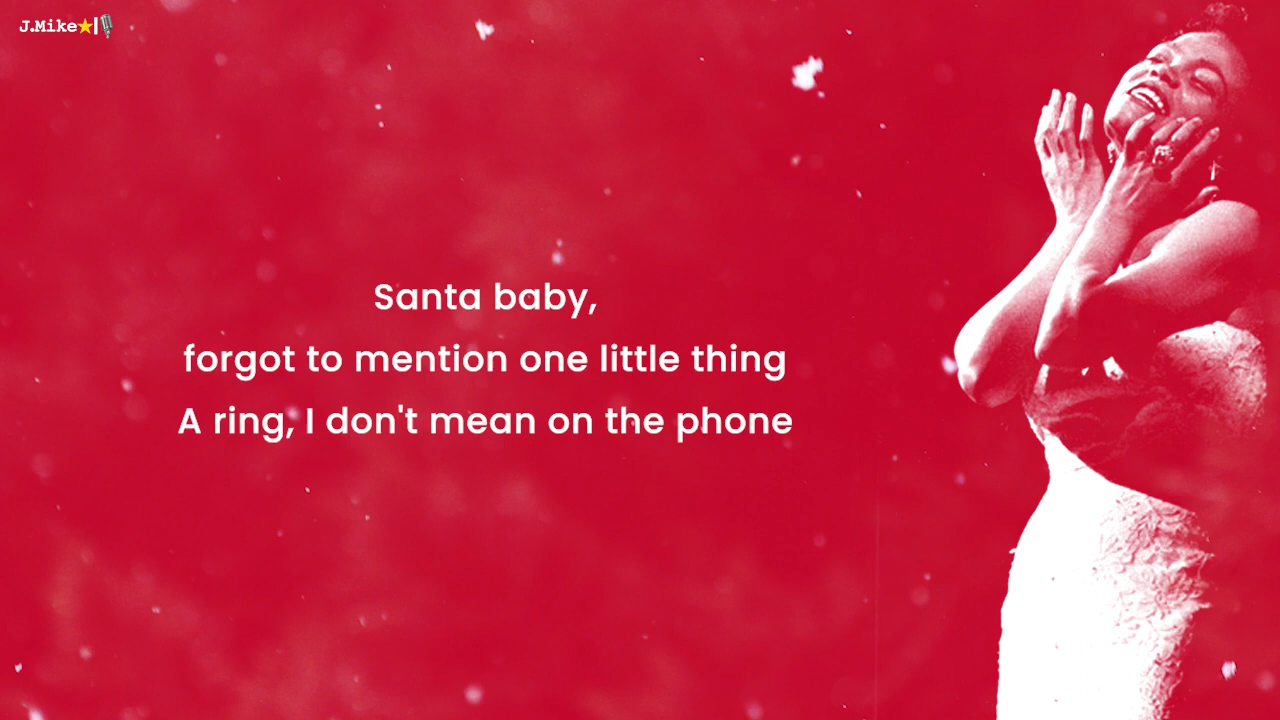 J.Mike
Santa baby,
forgot to mention one little thing
A ring, I don't mean on the phone